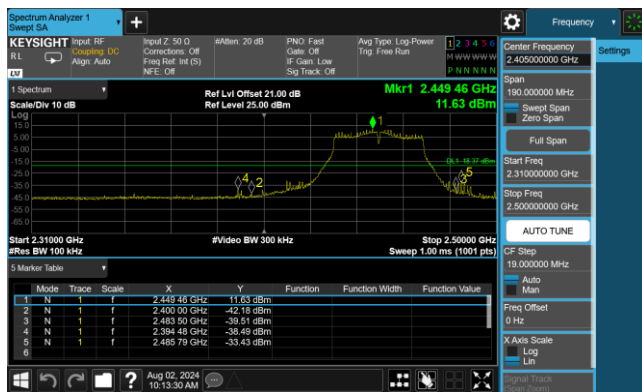 Spectrum Analyzer 1
Swept SA
Frequency
KEYSIGHT
RL
LXI
Input: RF
Coupling: DC
Align: Auto
Input Z: 50 Ω
Corrections: Off
Freq Ref: Int (S)
NFE: Off
#Atten: 20 dB
PNO: Fast
Gate: Off
IF Gain: Low
Sig Track: Off
Avg Type: Log-Power
Trig: Free Run
1 2 3 4 5 6
M W W W W W
P N N N N N
1 Spectrum
Scale/Div 10 dB
Ref Lvl Offset 21.00 dB
Ref Level 25.00 dBm
Mkr1 2.449 46 GHz
11.63 dBm
Log
15.0
5.00
-5.00
-15.0
-25.0
-35.0
-45.0
-55.0
-65.0
1
DL1 -18.37 dBm
4
2
3
5
Start 2.31000 GHz
#Res BW 100 kHz
#Video BW 300 kHz
Stop 2.50000 GHz
Sweep 1.00 ms (1001 pts)
5 Marker Table
Mode Trace Scale X Y Function Function Width Function Value
1 N 1 f 2.449 46 GHz 11.63 dBm
2 N 1 f 2.400 00 GHz -42.18 dBm
3 N 1 f 2.483 50 GHz -39.51 dBm
4 N 1 f 2.394 48 GHz -38.49 dBm
5 N 1 f 2.485 79 GHz -33.43 dBm
6
Aug 02, 2024
10:13:30 AM
Center Frequency
2.405000000 GHz
Settings
Span
190.000000 MHz
Swept Span
Zero Span
Full Span
Start Freq
2.310000000 GHz
Stop Freq
2.500000000 GHz
AUTO TUNE
CF Step
19.000000 MHz
Auto
Man
Freq Offset
0 Hz
X Axis Scale
Log
Lin
Signal Track
(Span Zoom)